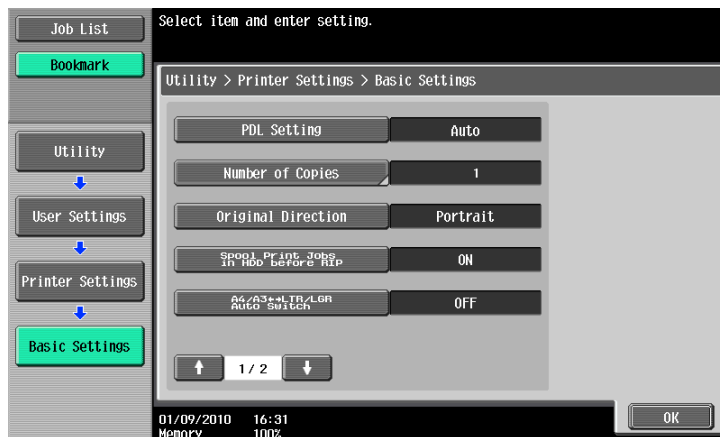 Job List
Bookmark
Select item and enter setting.
Utility > Printer Settings > Basic Settings
Utility
User Settings
Printer Settings
Basic Settings
PDL Setting Auto
Number of Copies 1
Original Direction Portrait
Spool Print Jobs
in HDD before RIP ON
A4/A3↔LTR/LGR
Auto Switch OFF
1/ 2
01/09/2010 16:31
Memory 100%
OK